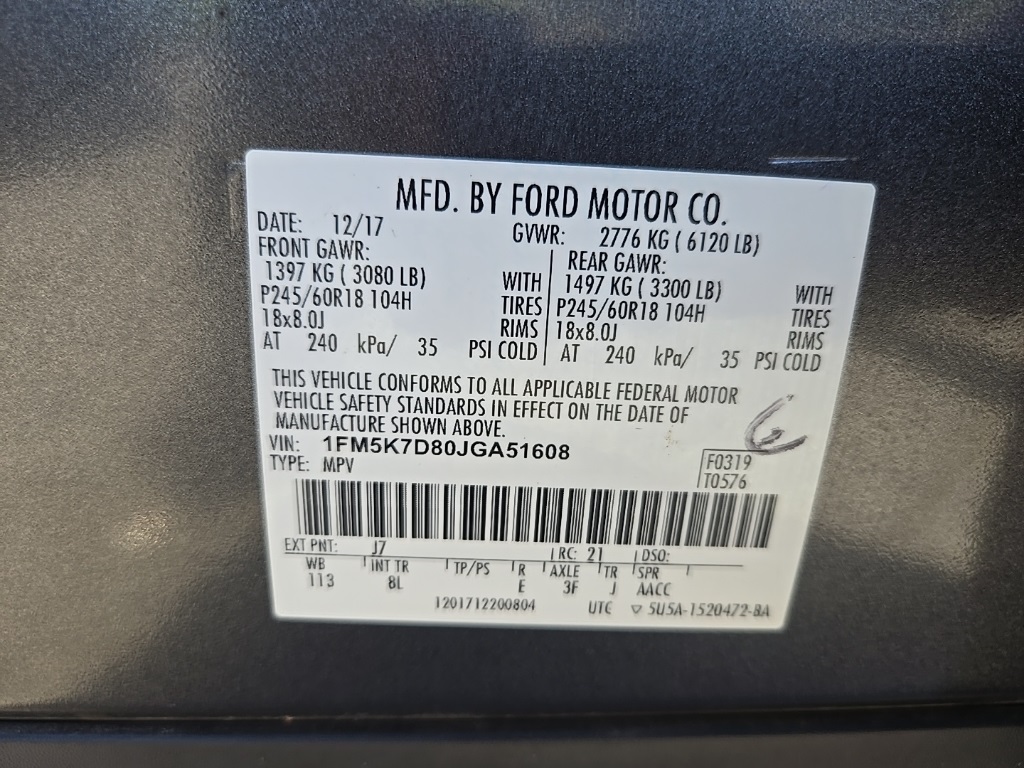 MFD. BY FORD MOTOR CO.
DATE: 12/17 GVWR: 2776 KG ( 6120 LB)
FRONT GAWR: REAR GAWR:
1397 KG ( 3080 LB) WITH 1497 KG ( 3300 LB) WITH
P245/60R18 104H TIRES P245/60R18 104H TIRES
18x8.0J RIMS 18x8.0J RIMS
AT 240 kPa/ 35 PSI COLD AT 240 kPa/ 35 PSI COLD
THIS VEHICLE CONFORMS TO ALL APPLICABLE FEDERAL MOTOR
VEHICLE SAFETY STANDARDS IN EFFECT ON THE DATE OF
MANUFACTURE SHOWN ABOVE.
VIN: 1FM5K7D80JGA51608
TYPE: MPV
F0319
T0576
EXT PNT: J7 RC: 21 DSO:
WB INT TR TP/PS R AXLE TR SPR
113 8L E 3F J AACC
1201712200804 UTC ▽ 5U5A-1520472-BA